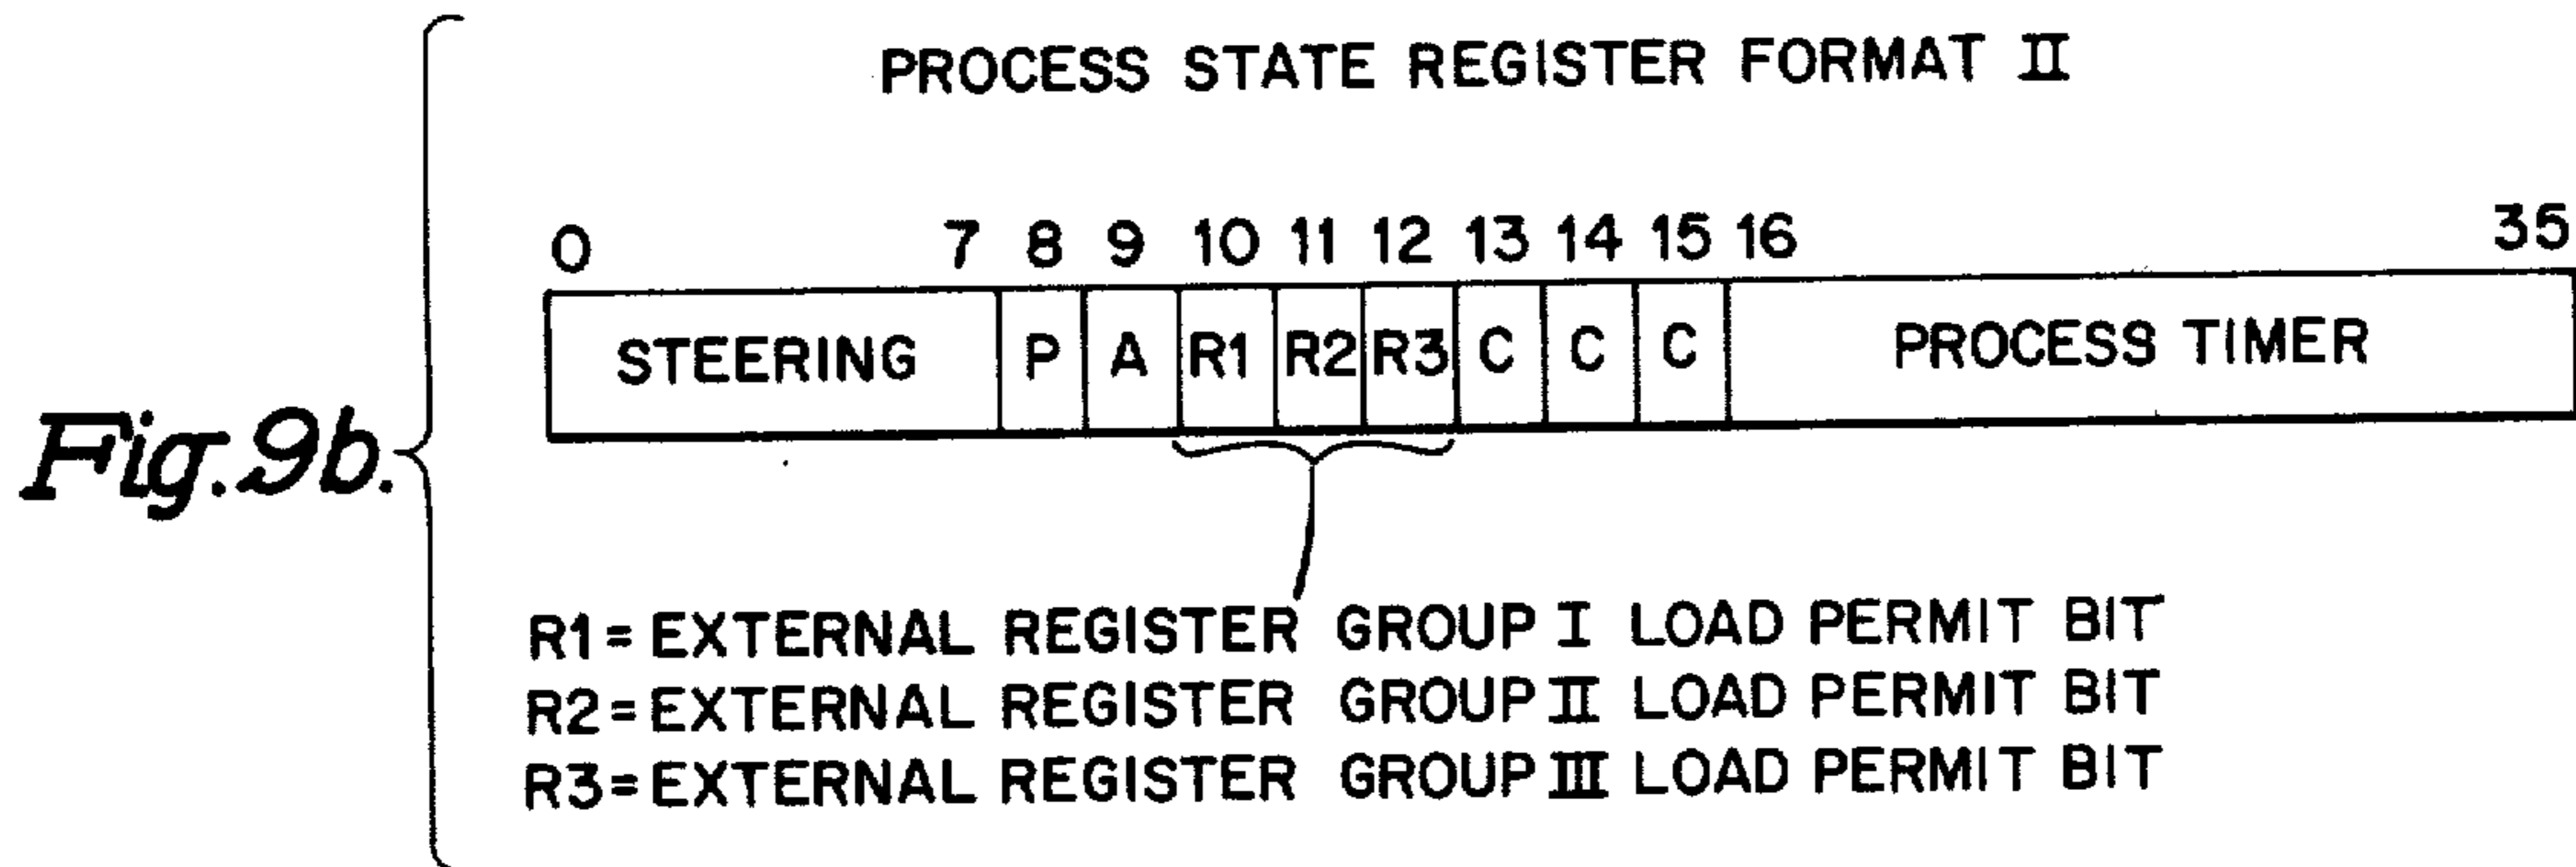 PROCESS STATE REGISTER FORMAT II
0 7 8 9 10 11 12 13 14 15 16 35
STEERING P A R1 R2 R3 C C C PROCESS TIMER
Fig.9b.
R1=EXTERNAL REGISTER GROUP I LOAD PERMIT BIT
R2=EXTERNAL REGISTER GROUP II LOAD PERMIT BIT
R3=EXTERNAL REGISTER GROUP III LOAD PERMIT BIT